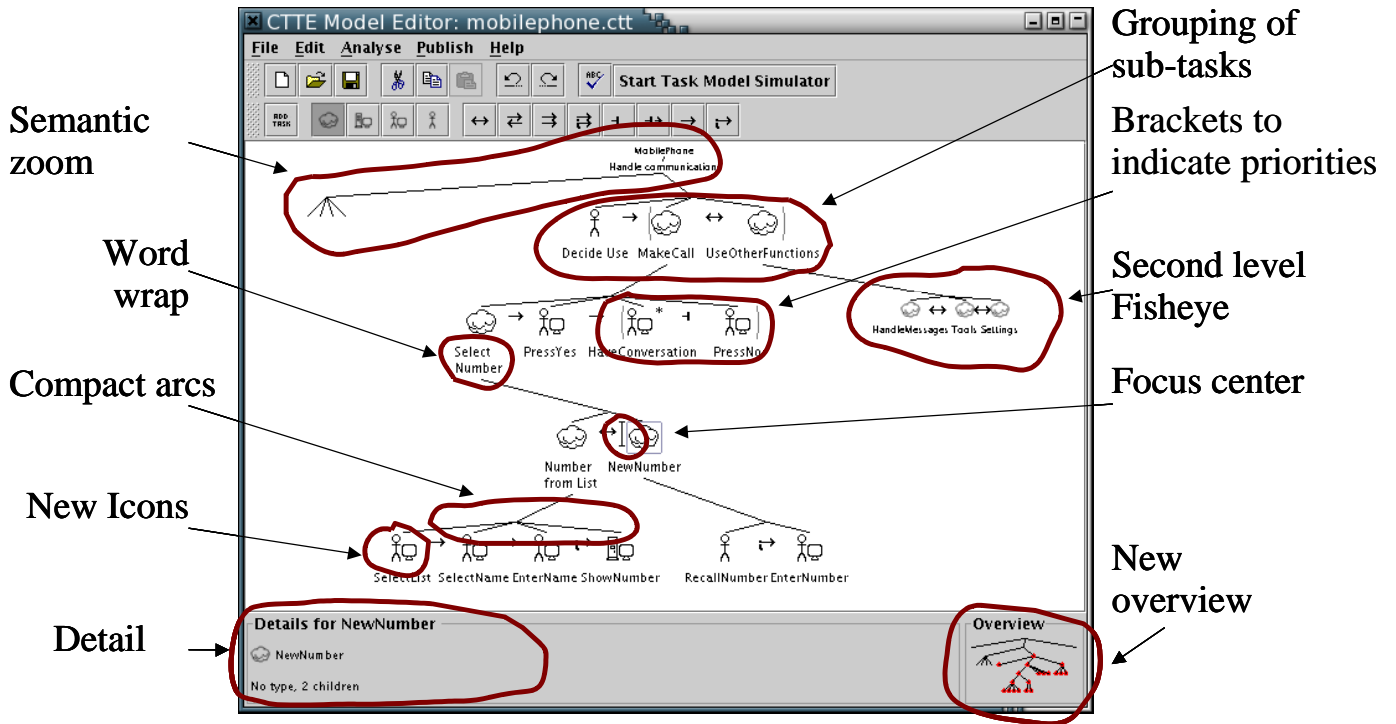 CTTE Model Editor: mobilephone.ctt
File Edit Analyse Publish Help
ABC
Start Task Model Simulator
ADD
TASK
Grouping of
sub-tasks
Semantic
zoom
Brackets to
indicate priorities
MobilePhone
/
Handle communication
Decide Use MakeCall UseOtherFunctions
Word
wrap
Second level
Fisheye
HandleMessages Tools Settings
*
Select
Number
PressYes HaveConversation PressNo
Compact arcs
Focus center
Number
from List
NewNumber
New Icons
SelectList SelectName EnterName ShowNumber RecallNumber EnterNumber
New
overview
Detail
Details for NewNumber
NewNumber
No type, 2 children
Overview